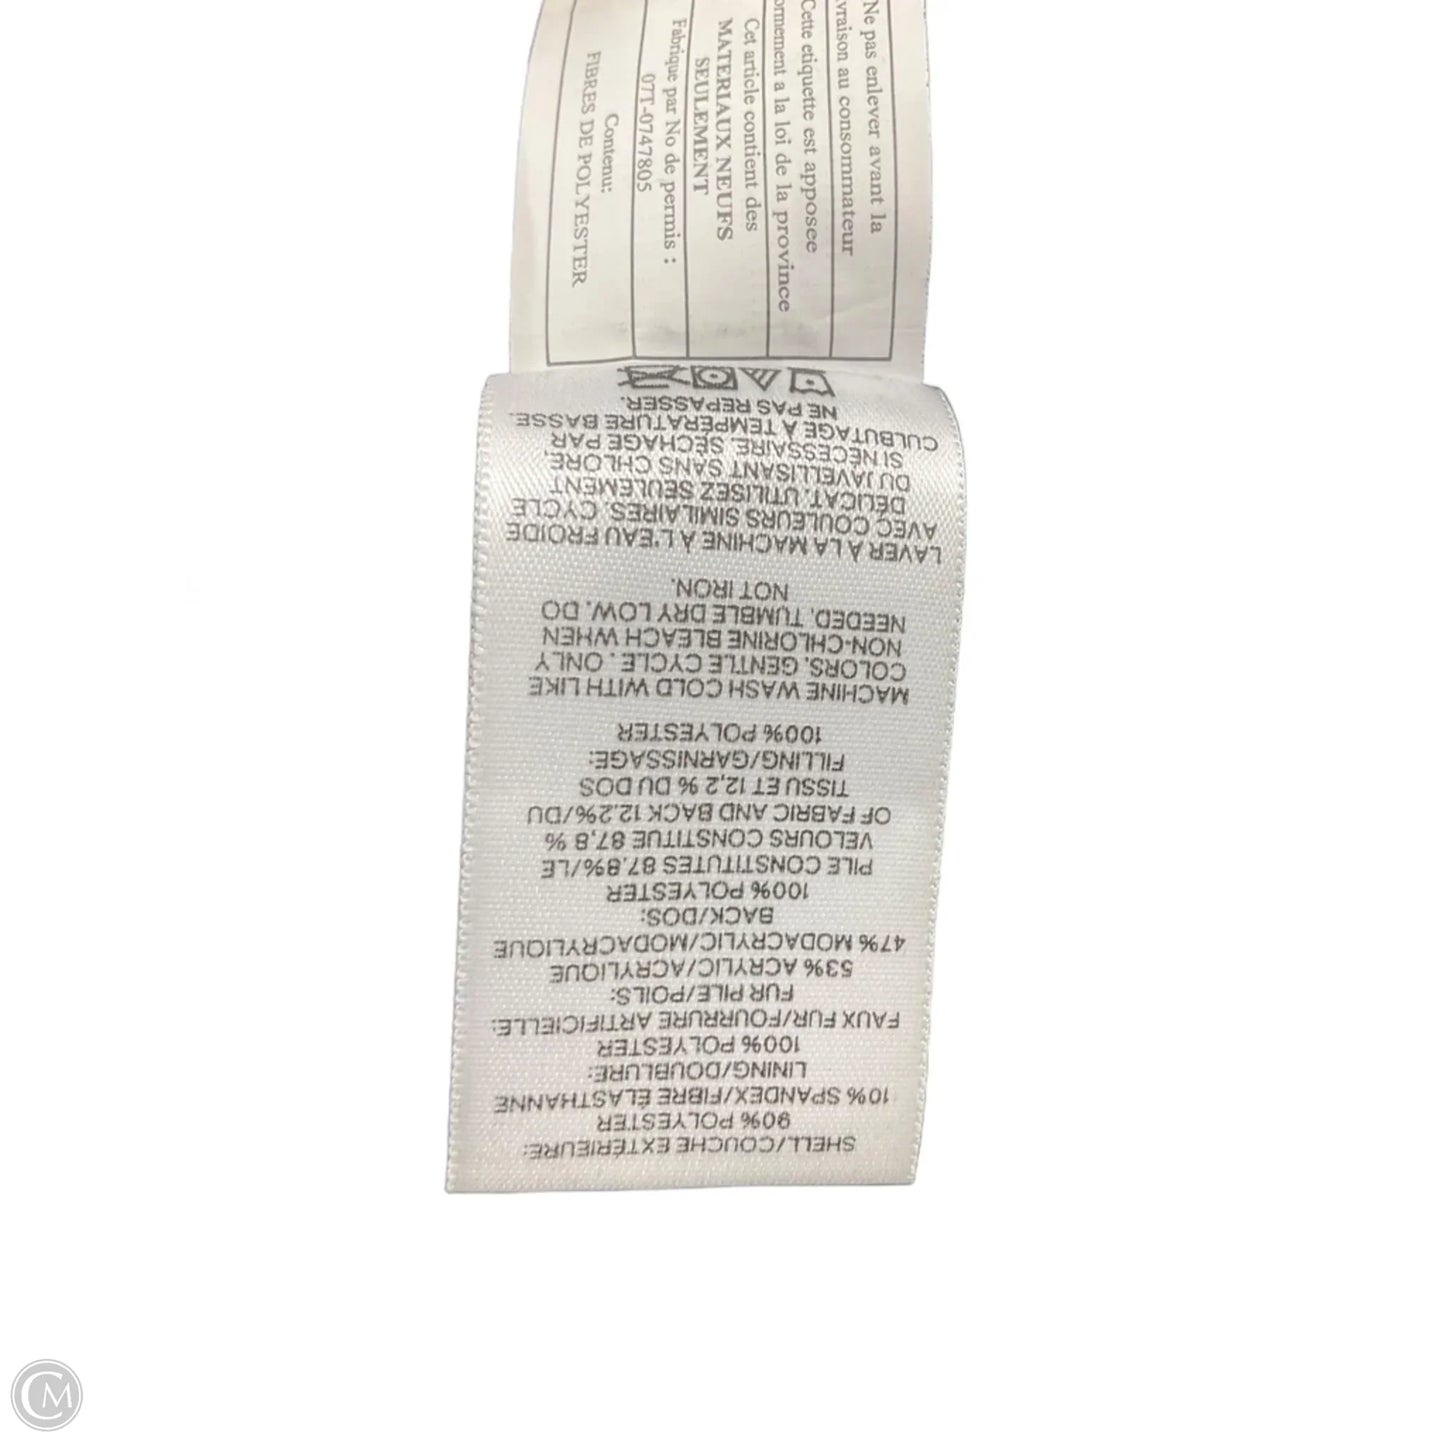 Ne pas enlever avant la
vraison au consommateur
Cette etiquette est apposee
ormement a la loi de la province
Cet article contient des
MATERIAUX NEUFS
SEULEMENT
Fabrique par No de permis :
07T-0747805
Contenu:
FIBRES DE POLYESTER
SHELL/COUCHE EXTÉRIEURE:
90% POLYESTER
10% SPANDEX/FIBRE ÉLASTHANNE
LINING/DOUBLURE:
100% POLYESTER
FAUX FUR/FOURRURE ARTIFICIELLE:
FUR PILE/POILS:
53% ACRYLIC/ACRYLIQUE
47% MODACRYLIC/MODACRYLIQUE
BACK/DOS:
100% POLYESTER
PILE CONSTITUTES 87.8%/LE
VELOURS CONSTITUE 87,8 %
OF FABRIC AND BACK 12.2%/DU
TISSU ET 12,2 % DU DOS
FILLING/GARNISSAGE:
100% POLYESTER
MACHINE WASH COLD WITH LIKE
COLORS. GENTLE CYCLE . ONLY
NON-CHLORINE BLEACH WHEN
NEEDED. TUMBLE DRY LOW. DO
NOT IRON.
LAVER À LA MACHINE À L'EAU FROIDE
AVEC COULEURS SIMILAIRES. CYCLE
DÉLICAT. UTILISEZ SEULEMENT
DU JAVELLISANT SANS CHLORE,
SI NÉCESSAIRE. SÉCHAGE PAR
CULBUTAGE À TEMPÉRATURE BASSE.
NE PAS REPASSER.
CM